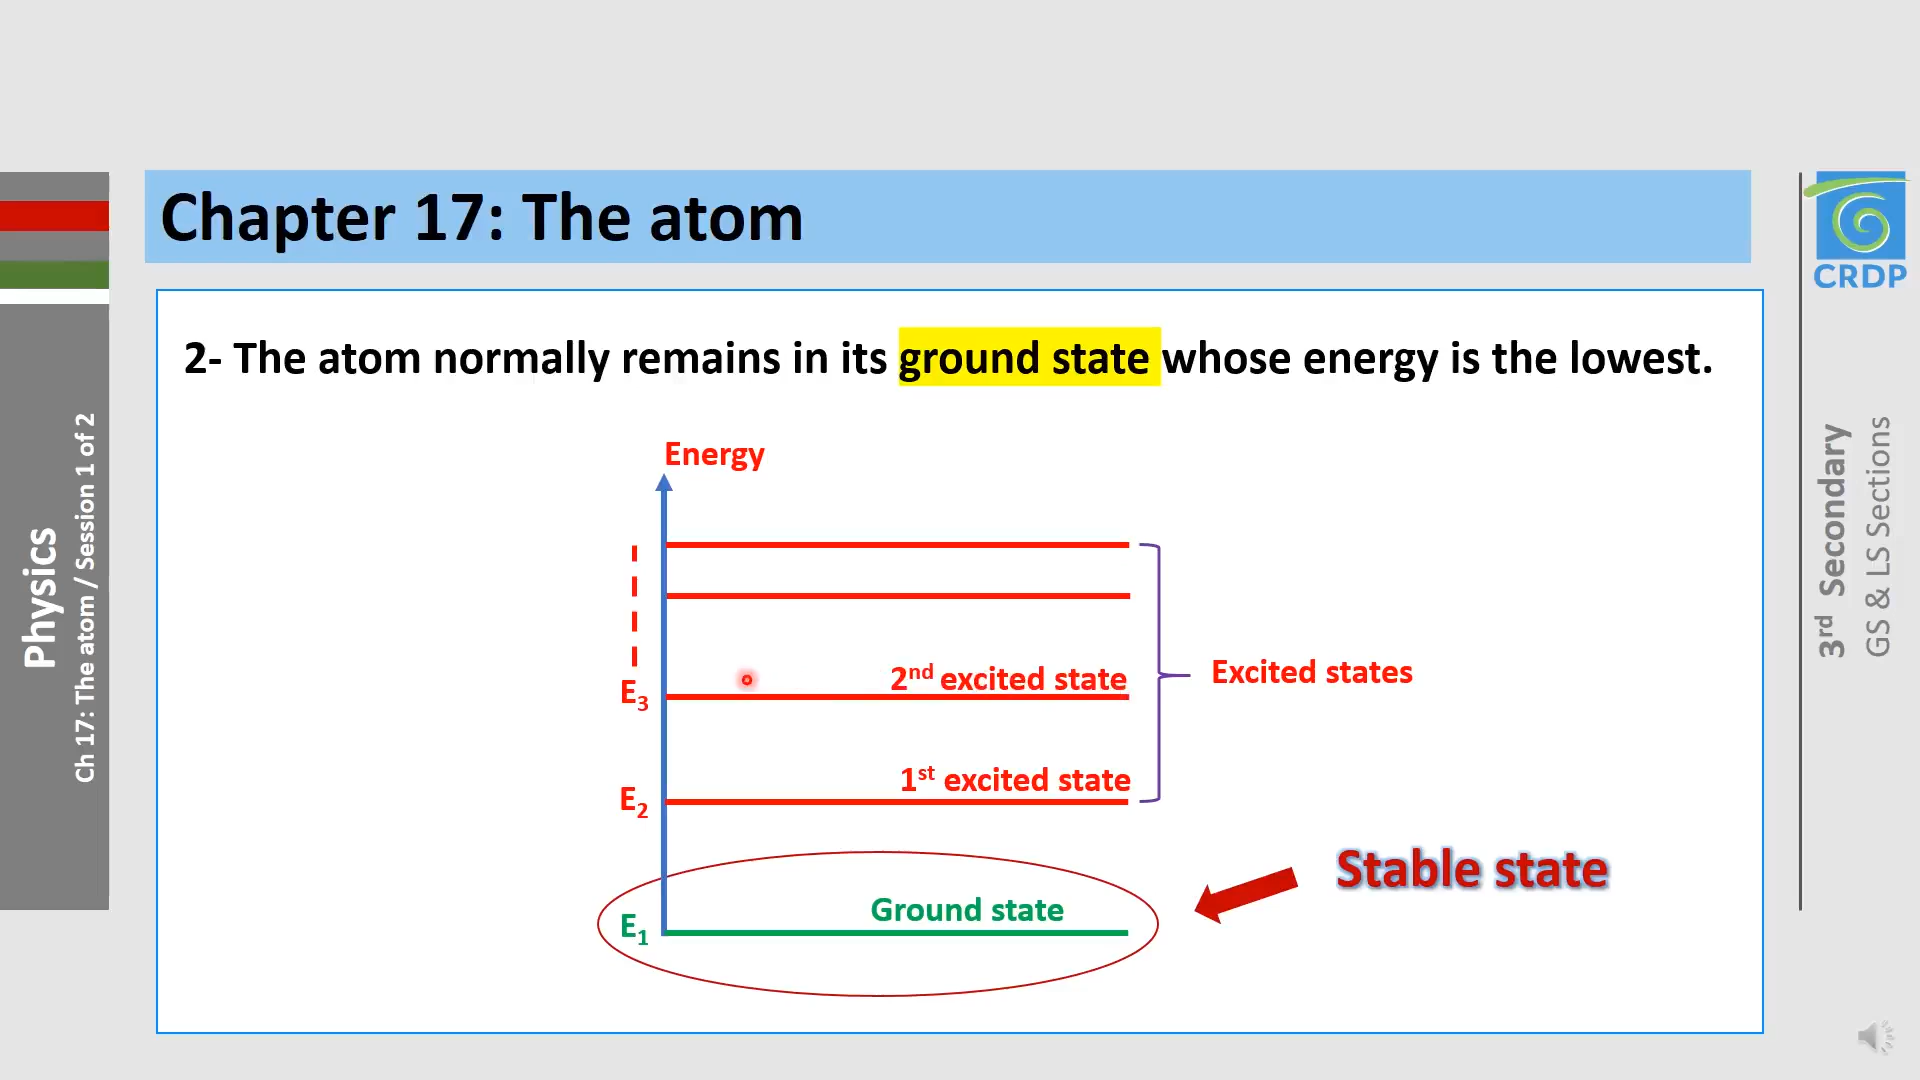 Chapter 17: The atom
CRDP
2- The atom normally remains in its ground state whose energy is the lowest.
Energy
2nd excited state
E3
Excited states
1st excited state
E2
Stable state
Ground state
E1
Physics
Ch 17: The atom / Session 1 of 2
3rd Secondary
GS & LS Sections